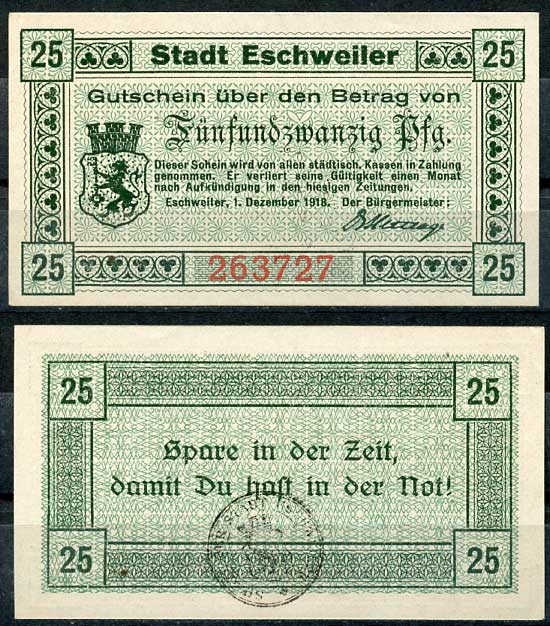 25 Stadt Eschweiler 25
Gutschein über den Betrag von
Fünfundzwanzig Pfg.
Dieser Schein wird von allen städtisch. Kassen in Zahlung
genommen. Er verliert seine Gültigkeit einen Monat
nach Aufkündigung in den hiesigen Zeitungen.
Eschweiler, 1. Dezember 1918. Der Bürgermeister:
25 263727 25
25 25
Spare in der Zeit,
damit Du hast in der Not!
25 25